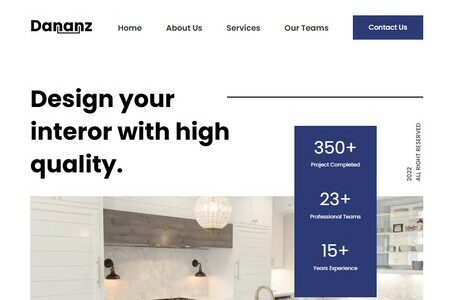 Dananz
Home
About Us
Services
Our Teams
Contact Us
Design your
interor with high
quality.
350+
Project Completed
23+
Professional Teams
15+
Years Experience
2022
ALL RIGHT RESERVED